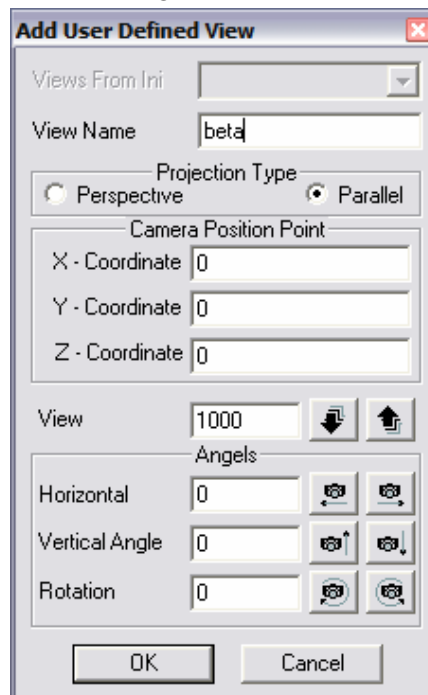 Add User Defined View
Views From Ini
View Name beta
Projection Type
Perspective Parallel
Camera Position Point
X - Coordinate 0
Y - Coordinate 0
Z - Coordinate 0
View 1000
Angels
Horizontal 0
Vertical Angle 0
Rotation 0
OK Cancel